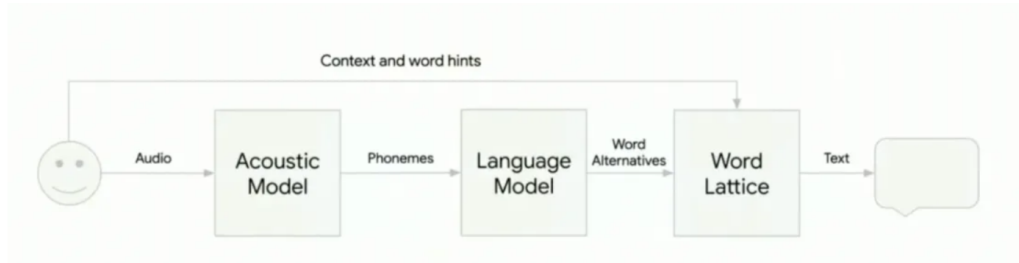 Context and word hints
Audio
Acoustic
Model
Phonemes
Language
Model
Word
Alternatives
Word
Lattice
Text